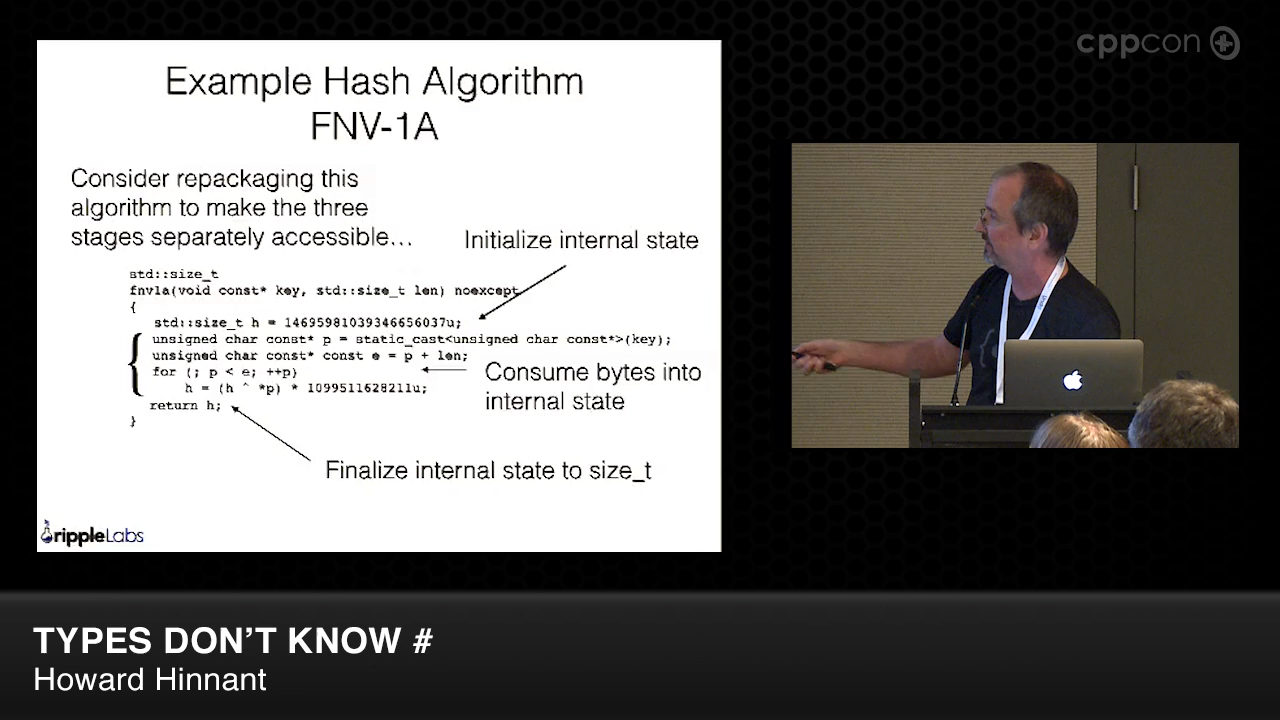 cppcon
Example Hash Algorithm
FNV-1A
Consider repackaging this
algorithm to make the three
stages separately accessible...
Initialize internal state
std::size_t
fnv1a(void const* key, std::size_t len) noexcept
{
std::size_t h = 14695981039346656037u;
unsigned char const* p = static_cast<unsigned char const*>(key);
unsigned char const* const e = p + len;
for (; p < e; ++p)
h = (h ^ *p) * 1099511628211u;
return h;
}
Consume bytes into
internal state
Finalize internal state to size_t
rippleLabs
TYPES DON'T KNOW #
Howard Hinnant